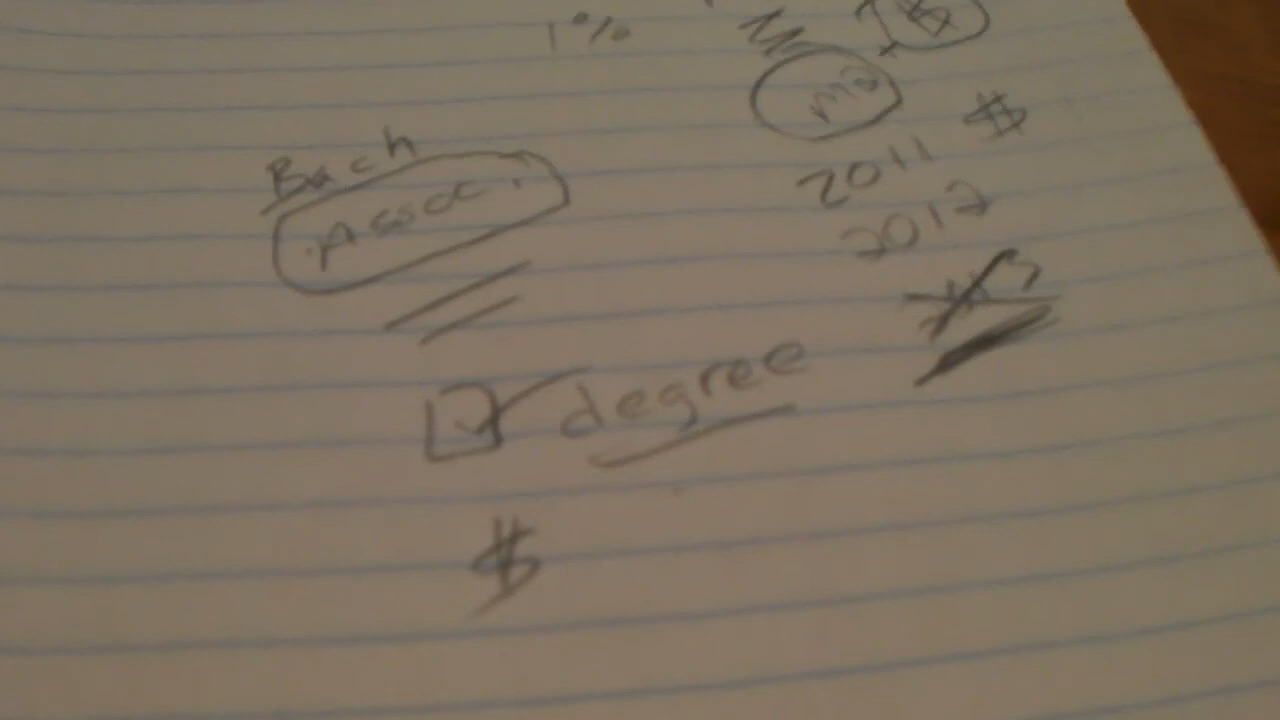 1%
2011 $
2012
Bach
Assoc.
degree
$